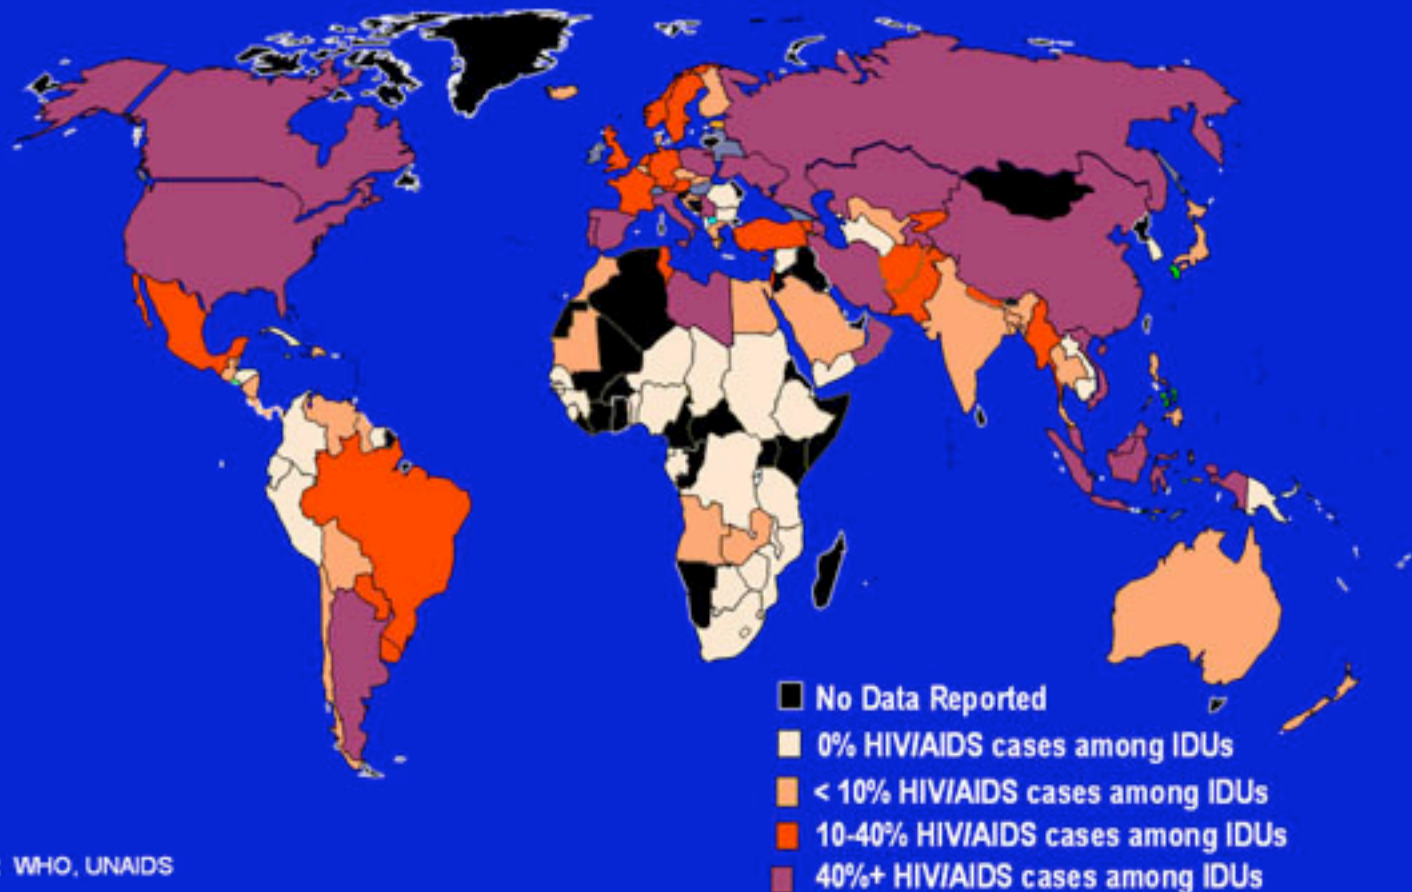 No Data Reported
0% HIV/AIDS cases among IDUs
< 10% HIV/AIDS cases among IDUs
10-40% HIV/AIDS cases among IDUs
40%+ HIV/AIDS cases among IDUs
: WHO, UNAIDS